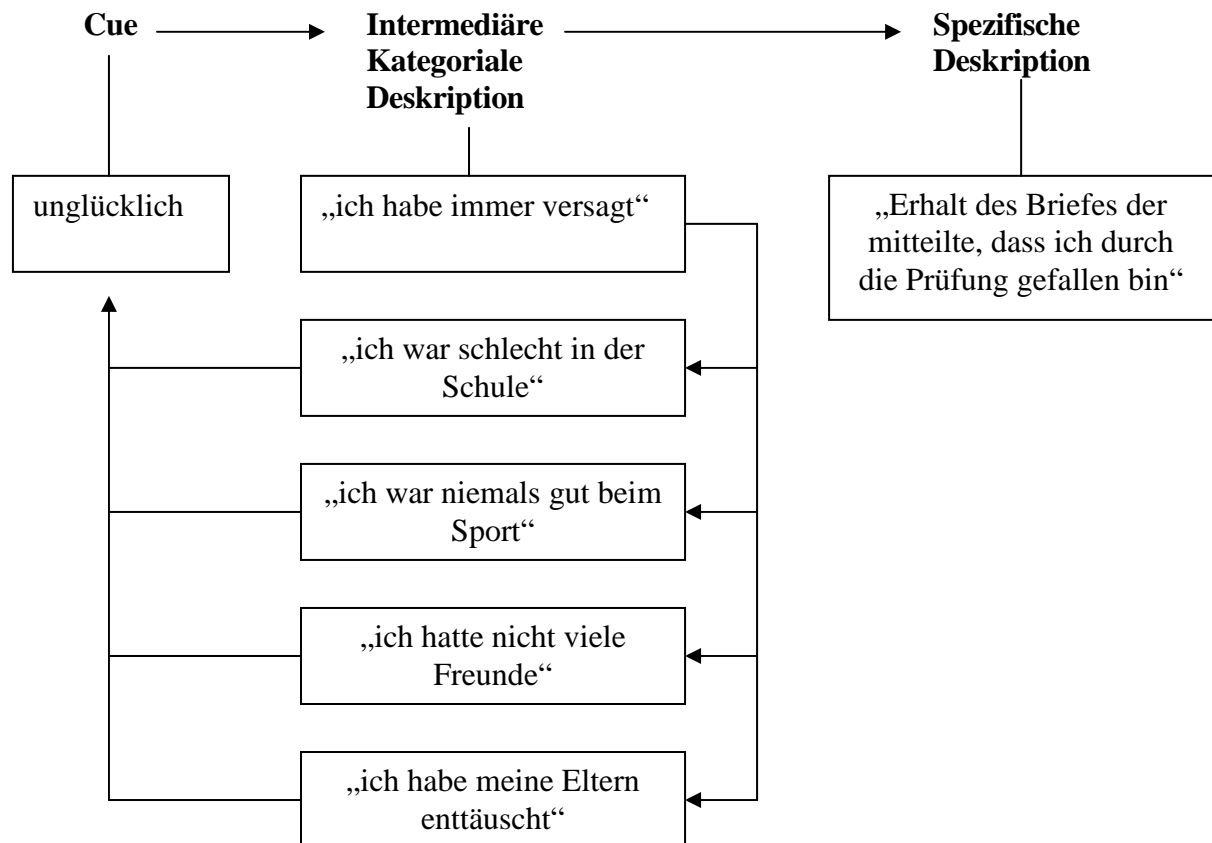 Cue
Intermediäre
Kategoriale
Deskription
Spezifische
Deskription
unglücklich
„ich habe immer versagt“
„Erhalt des Briefes der
mitteilte, dass ich durch
die Prüfung gefallen bin“
„ich war schlecht in der
Schule“
„ich war niemals gut beim
Sport“
„ich hatte nicht viele
Freunde“
„ich habe meine Eltern
enttäuscht“